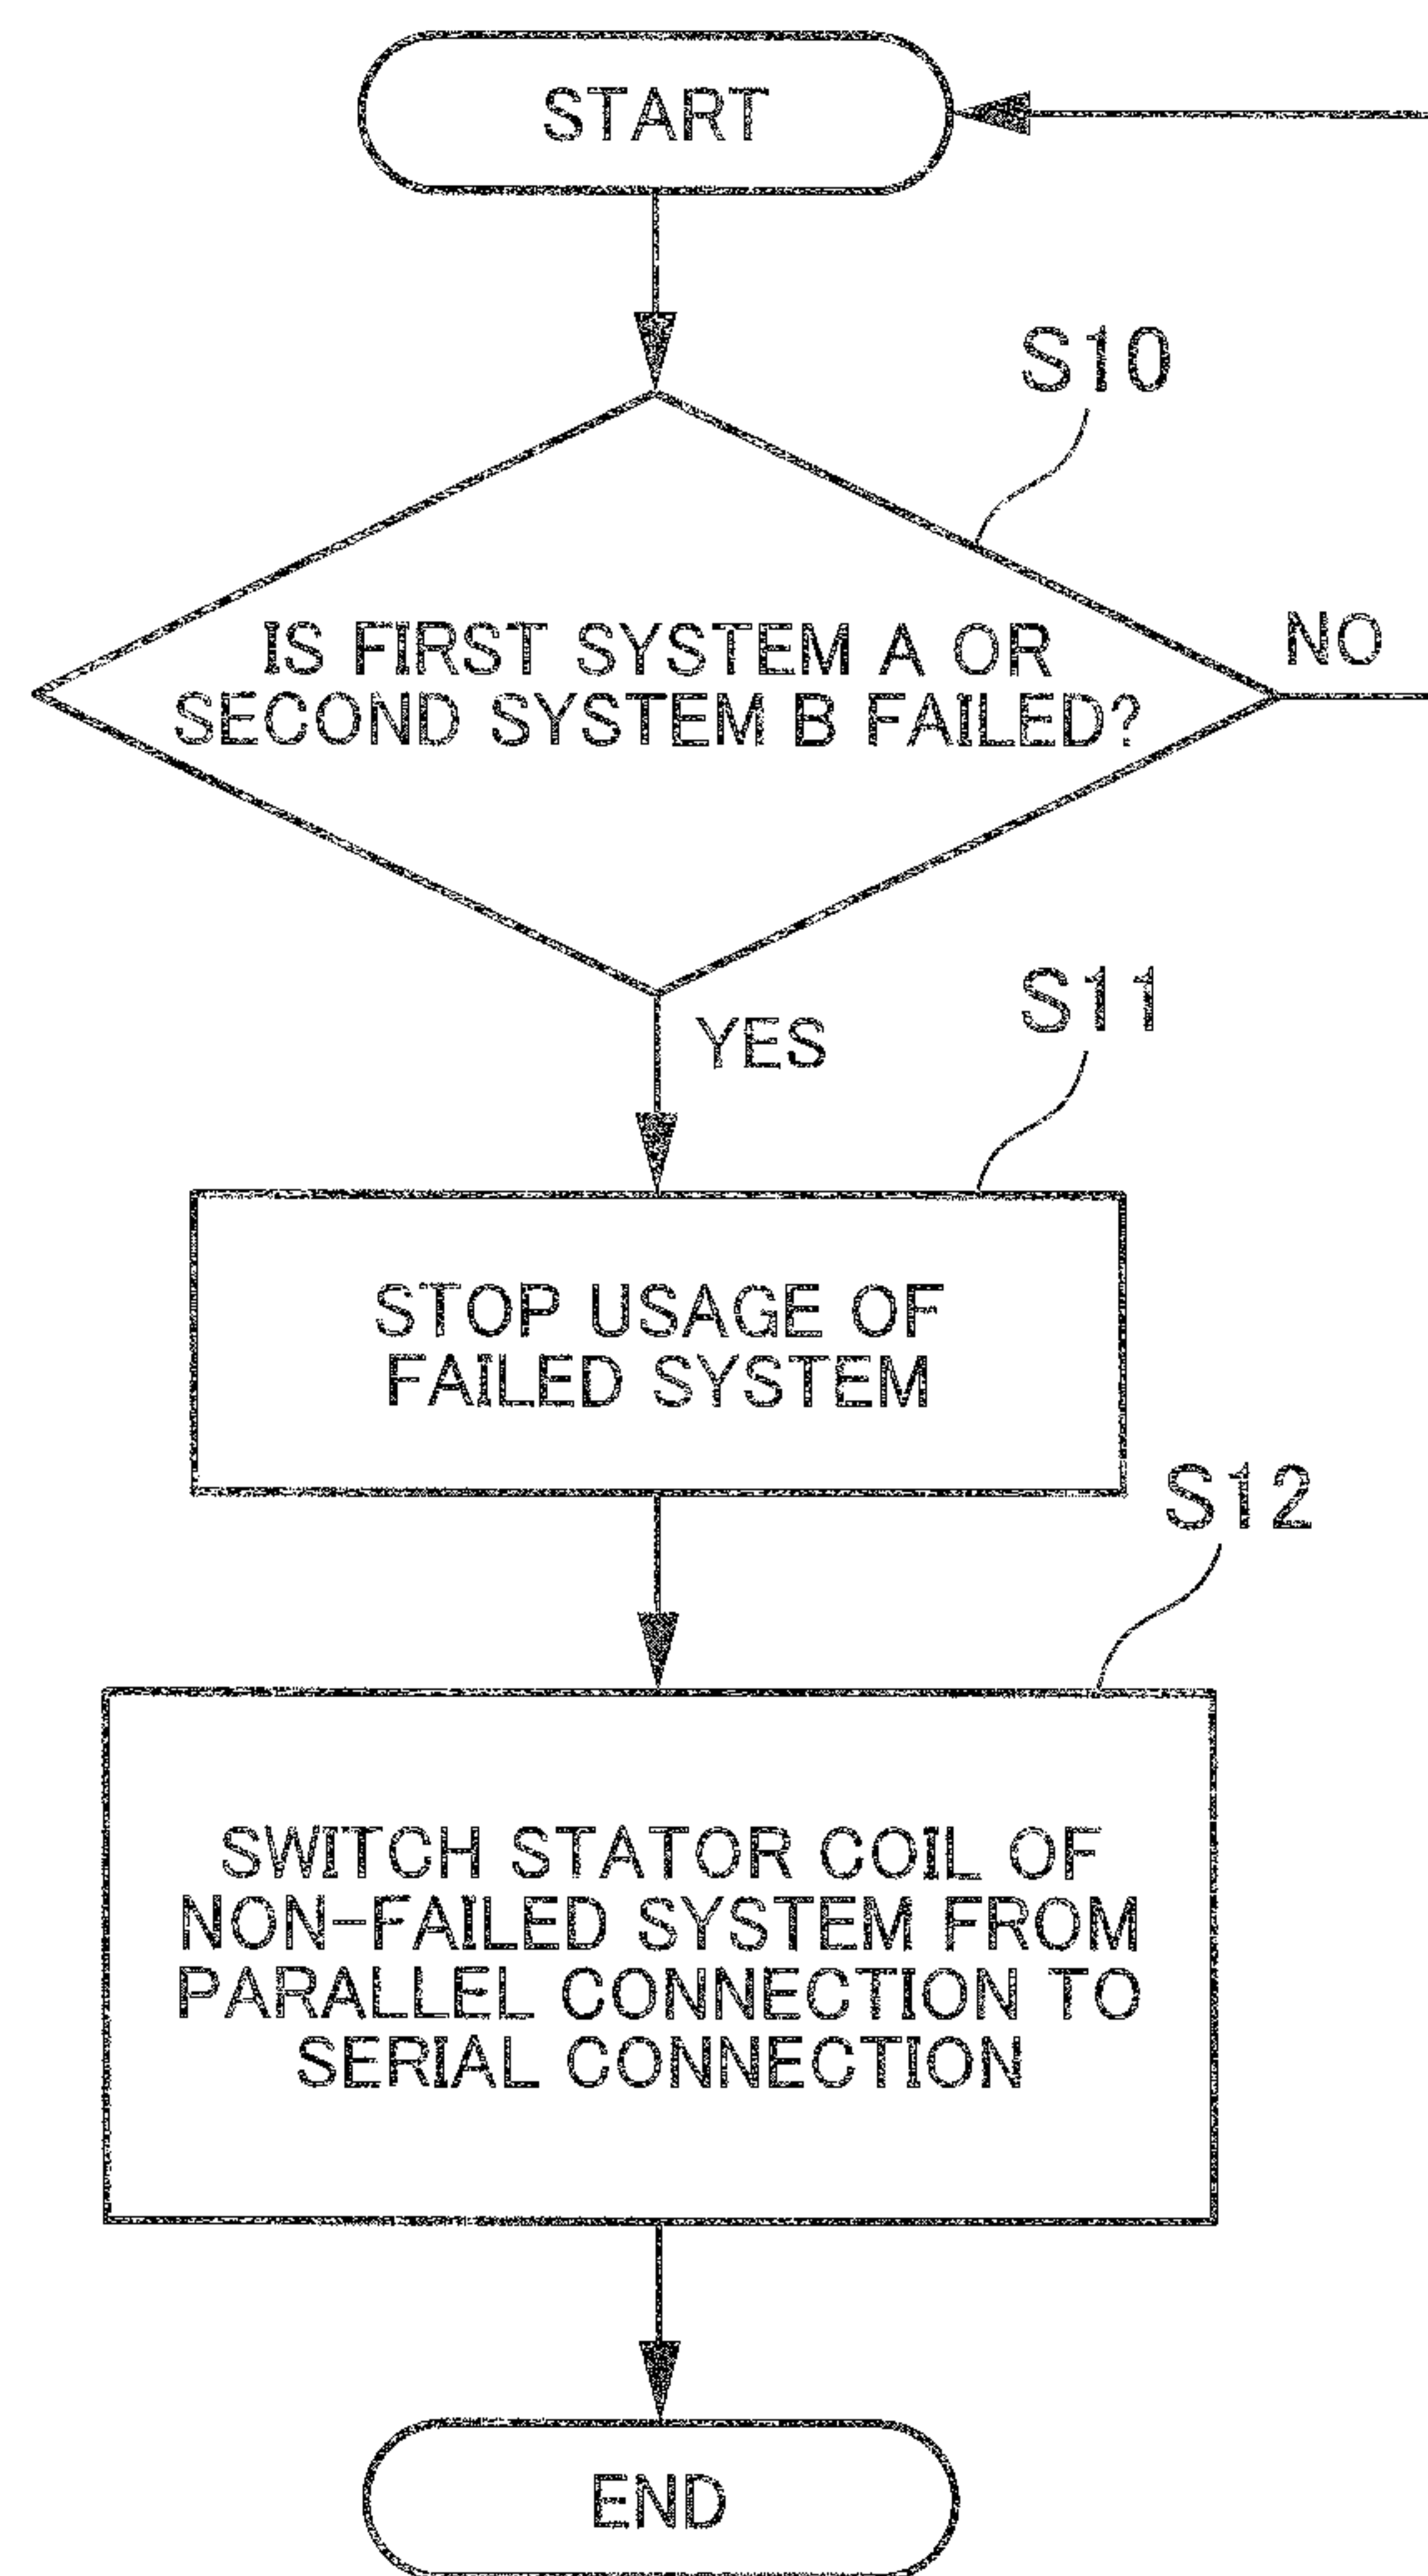 START
S10
IS FIRST SYSTEM A OR
SECOND SYSTEM B FAILED?
NO
YES
S11
STOP USAGE OF
FAILED SYSTEM
S12
SWITCH STATOR COIL OF
NON-FAILED SYSTEM FROM
PARALLEL CONNECTION TO
SERIAL CONNECTION
END